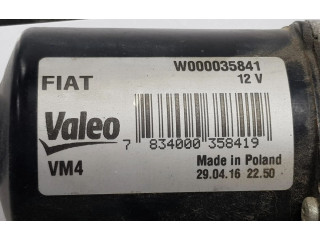 W000035841
FIAT 12 V
Valeo
7 834000 358419
VM4 Made in Poland
29.04.16 22.50